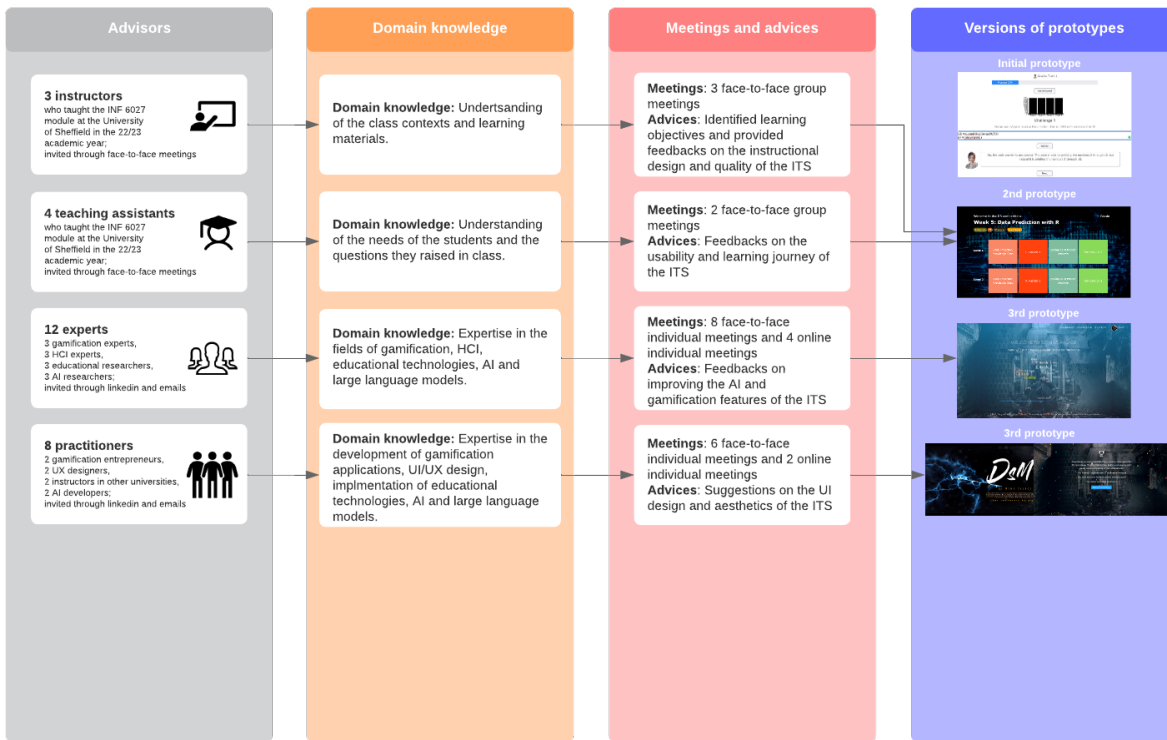 Advisors
Domain knowledge
Meetings and advices
Versions of prototypes
3 instructors
who taught the INF 6027
module at the University
of Sheffield in the 22/23
academic year;
invited through face-to-face meetings
Domain knowledge: Undertsanding
of the class contexts and learning
materials.
Meetings: 3 face-to-face group
meetings
Advices: Identified learning
objectives and provided
feedbacks on the instructional
design and quality of the ITS
Initial prototype
4 teaching assistants
who taught the INF 6027
module at the University
of Sheffield in the 22/23
academic year;
invited through face-to-face meetings
Domain knowledge: Understanding
of the needs of the students and the
questions they raised in class.
Meetings: 2 face-to-face group
meetings
Advices: Feedbacks on the
usability and learning journey of
the ITS
2nd prototype
Week 5: Data Prediction with R
12 experts
3 gamification experts,
3 HCI experts,
3 educational researchers,
3 AI researchers;
invited through linkedin and emails
Domain knowledge: Expertise in the
fields of gamification, HCI,
educational technologies, AI and
large language models.
Meetings: 8 face-to-face
individual meetings and 4 online
individual meetings
Advices: Feedbacks on
improving the AI and
gamification features of the ITS
3rd prototype
8 practitioners
2 gamification entrepreneurs,
2 UX designers,
2 instructors in other universities,
2 AI developers;
invited through linkedin and emails
Domain knowledge: Expertise in the
development of gamification
applications, UI/UX design,
implmentation of educational
technologies, AI and large language
models.
Meetings: 6 face-to-face
individual meetings and 2 online
individual meetings
Advices: Suggestions on the UI
design and aesthetics of the ITS
3rd prototype
DsM